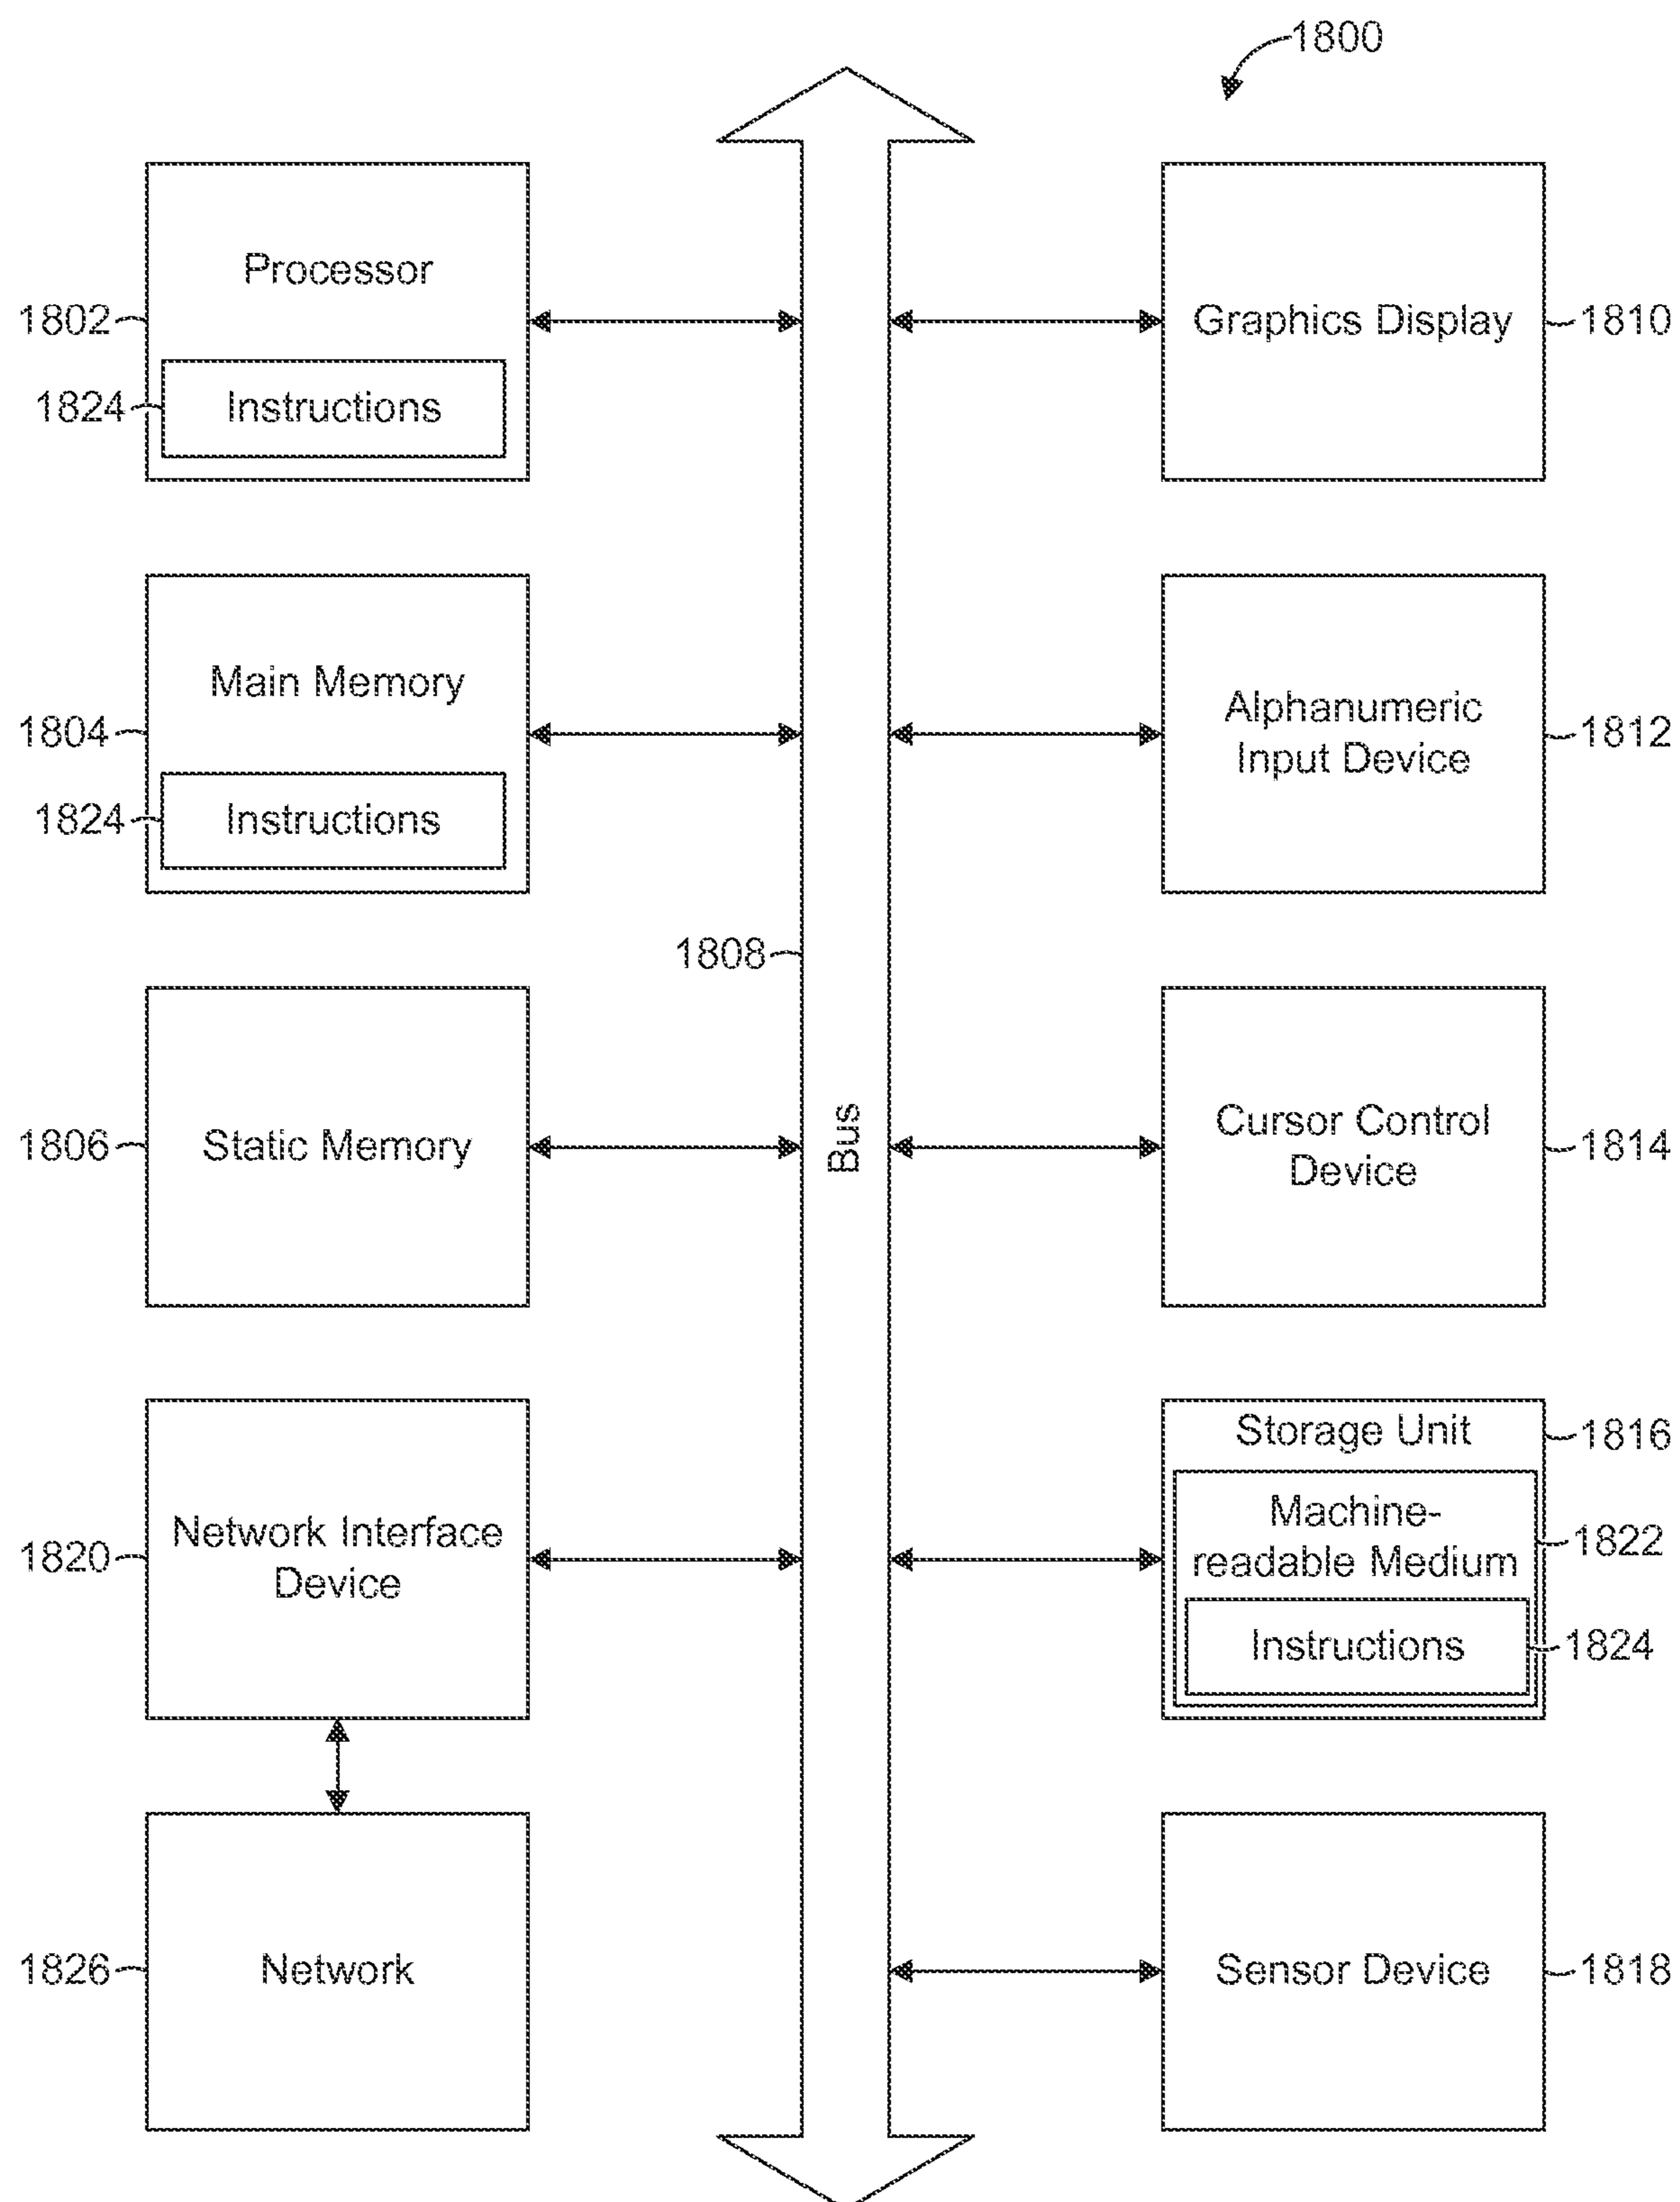 1800
Processor
1802
1824
Instructions
Graphics Display
1810
Main Memory
1804
1824
Instructions
Alphanumeric
Input Device
1812
1808
Bus
Static Memory
1806
Cursor Control
Device
1814
Network Interface
Device
1820
Storage Unit
1816
Machine-
readable Medium
1822
Instructions
1824
Network
1826
Sensor Device
1818